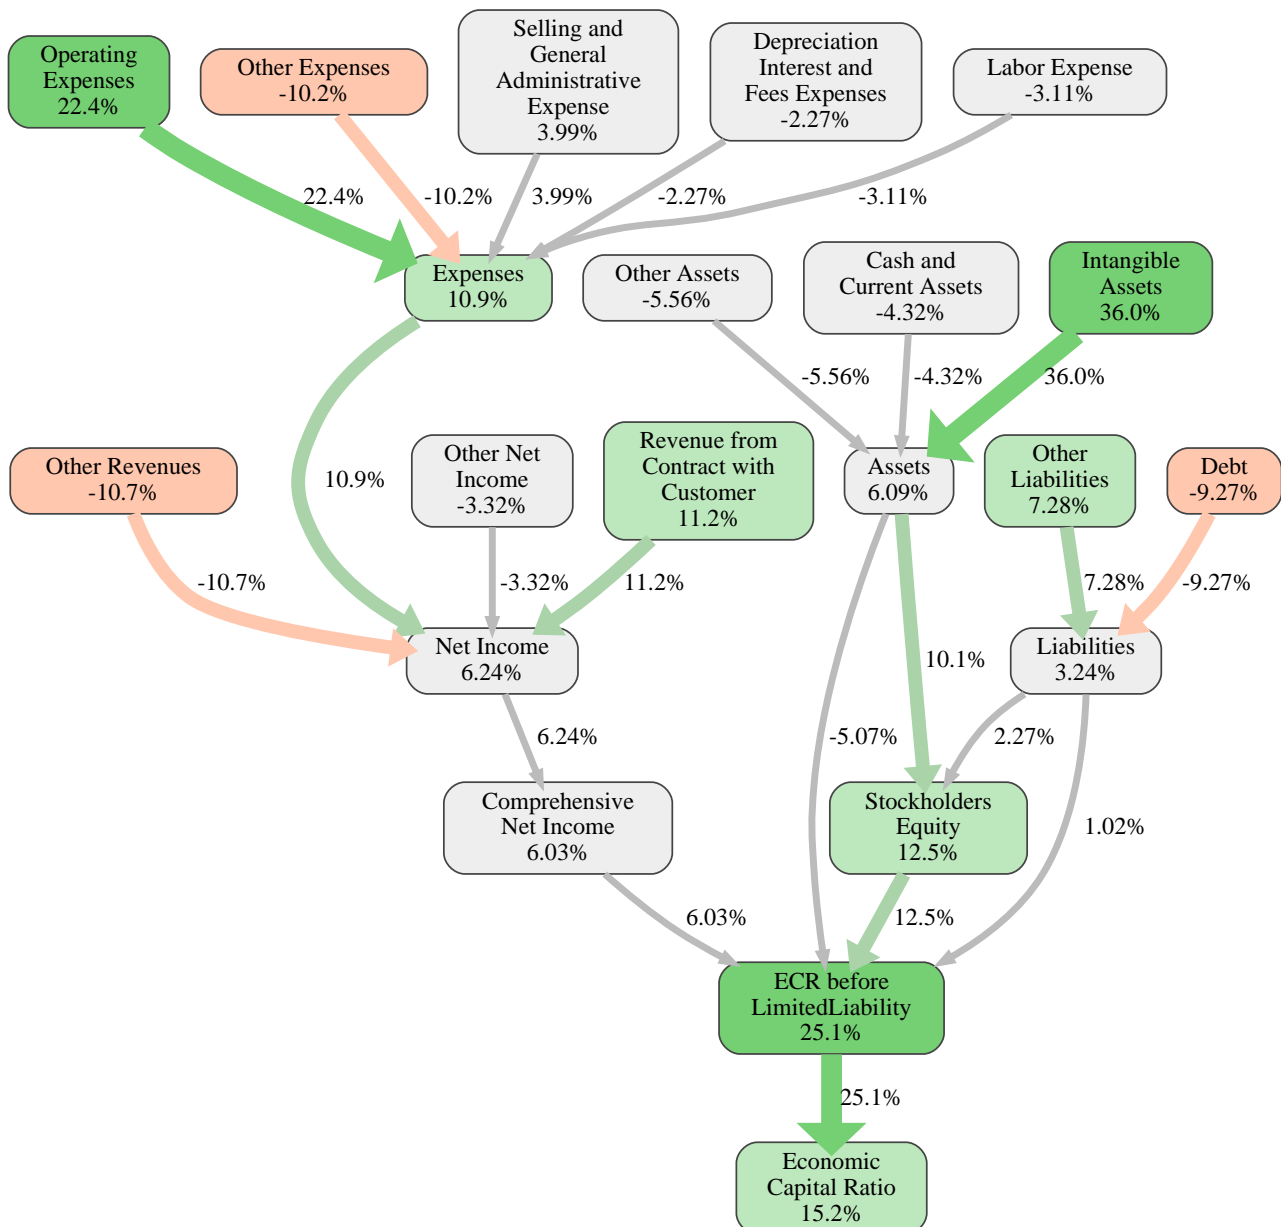 Operating
Expenses
22.4%
Other Expenses
-10.2%
Selling and
General
Administrative
Expense
3.99%
Depreciation
Interest and
Fees Expenses
-2.27%
Labor Expense
-3.11%
22.4%
-10.2%
3.99%
-2.27%
-3.11%
Expenses
10.9%
Other Assets
-5.56%
Cash and
Current Assets
-4.32%
Intangible
Assets
36.0%
-5.56%
-4.32%
36.0%
Other Revenues
-10.7%
10.9%
Other Net
Income
-3.32%
Revenue from
Contract with
Customer
11.2%
Assets
6.09%
Other
Liabilities
7.28%
Debt
-9.27%
-10.7%
-3.32%
11.2%
7.28%
-9.27%
Net Income
6.24%
10.1%
Liabilities
3.24%
6.24%
-5.07%
2.27%
Comprehensive
Net Income
6.03%
Stockholders
Equity
12.5%
1.02%
6.03%
12.5%
ECR before
LimitedLiability
25.1%
25.1%
Economic
Capital Ratio
15.2%